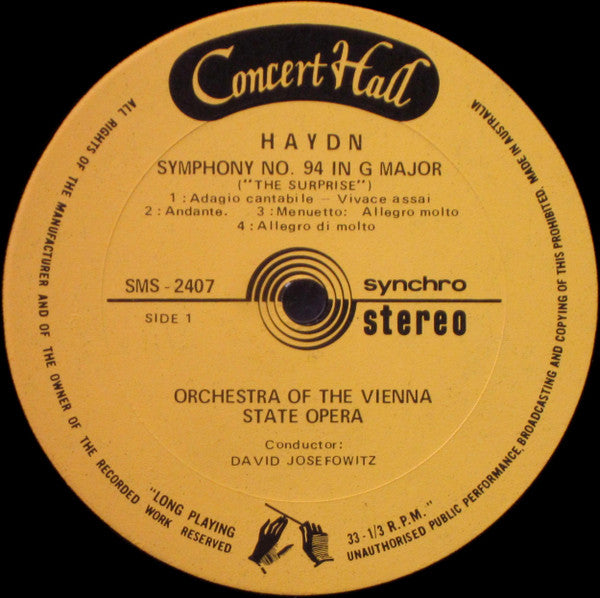 Concert Hall
HAYDN
SYMPHONY NO. 94 IN G MAJOR
("THE SURPRISE")
1 : Adagio cantabile – Vivace assai
2 : Andante. 3 : Menuetto: Allegro molto
4 : Allegro di molto
SMS - 2407
synchro
SIDE 1
stereo
ORCHESTRA OF THE VIENNA
STATE OPERA
Conductor:
DAVID JOSEFOWITZ
ALL RIGHTS OF THE MANUFACTURER AND OF THE OWNER OF THE RECORDED WORK RESERVED
"LONG PLAYING
33 - 1/3 R.P.M."
UNAUTHORISED PUBLIC PERFORMANCE, BROADCASTING AND COPYING OF THIS PROHIBITED. MADE IN AUSTRALIA